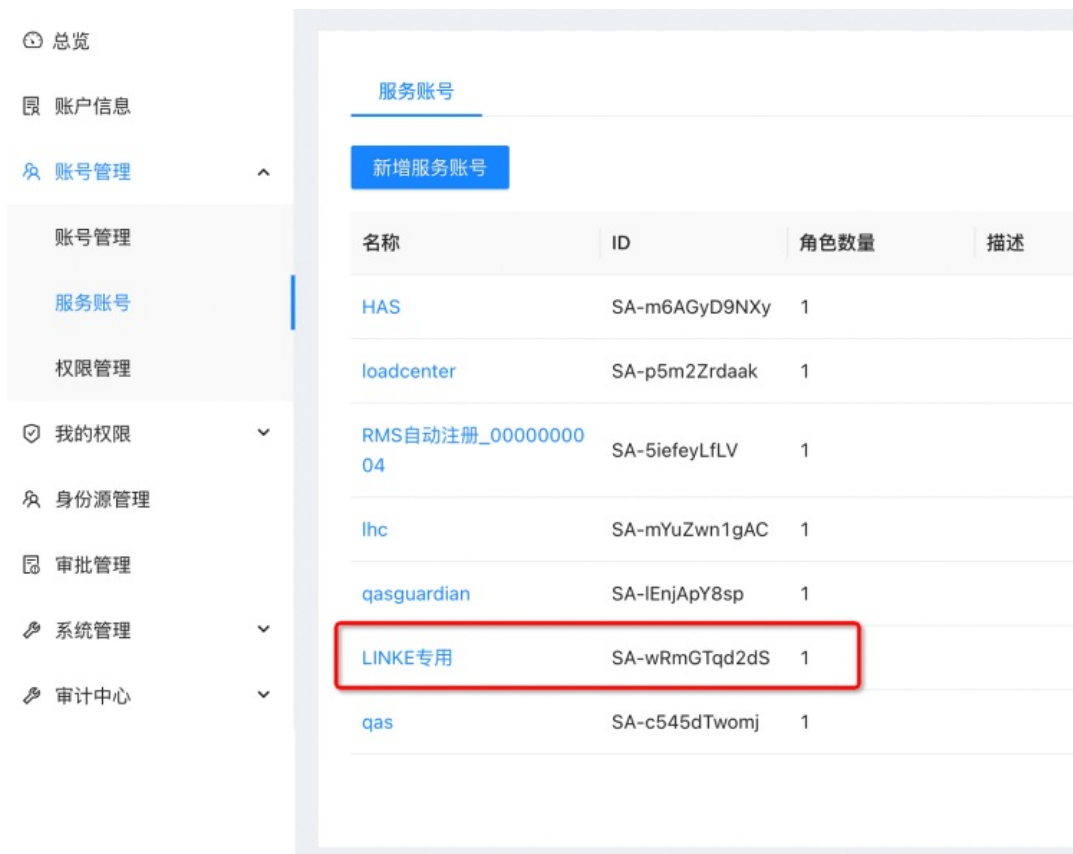 总览
账户信息
账号管理
账号管理
服务账号
权限管理
我的权限
身份源管理
审批管理
系统管理
审计中心
服务账号
新增服务账号
名称 ID 角色数量 描述
HAS SA-m6AGyD9NXy 1
loadcenter SA-p5m2Zrdaak 1
RMS自动注册_00000000
04 SA-5iefeyLfLV 1
lhc SA-mYuZwn1gAC 1
qasguardian SA-lEnjApY8sp 1
LINKE专用 SA-wRmGTqd2dS 1
qas SA-c545dTwomj 1